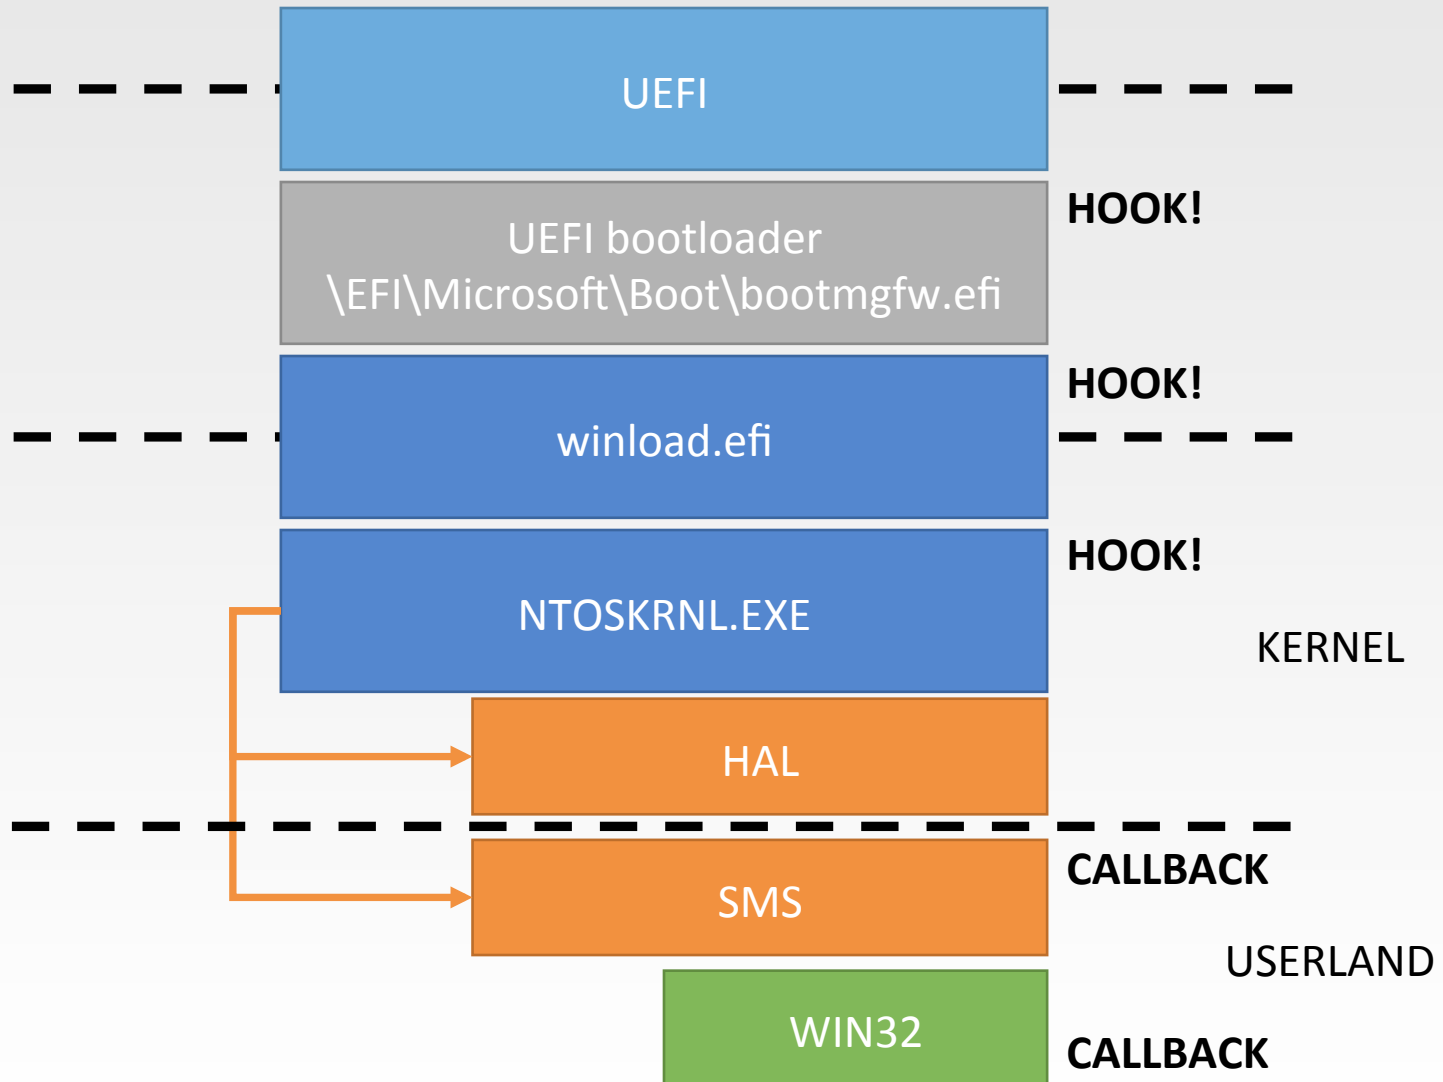 UEFI
HOOK!
UEFI bootloader
\EFI\Microsoft\Boot\bootmgfw.efi
HOOK!
winload.efi
HOOK!
NTOSKRNL.EXE
KERNEL
HAL
CALLBACK
SMS
USERLAND
WIN32
CALLBACK